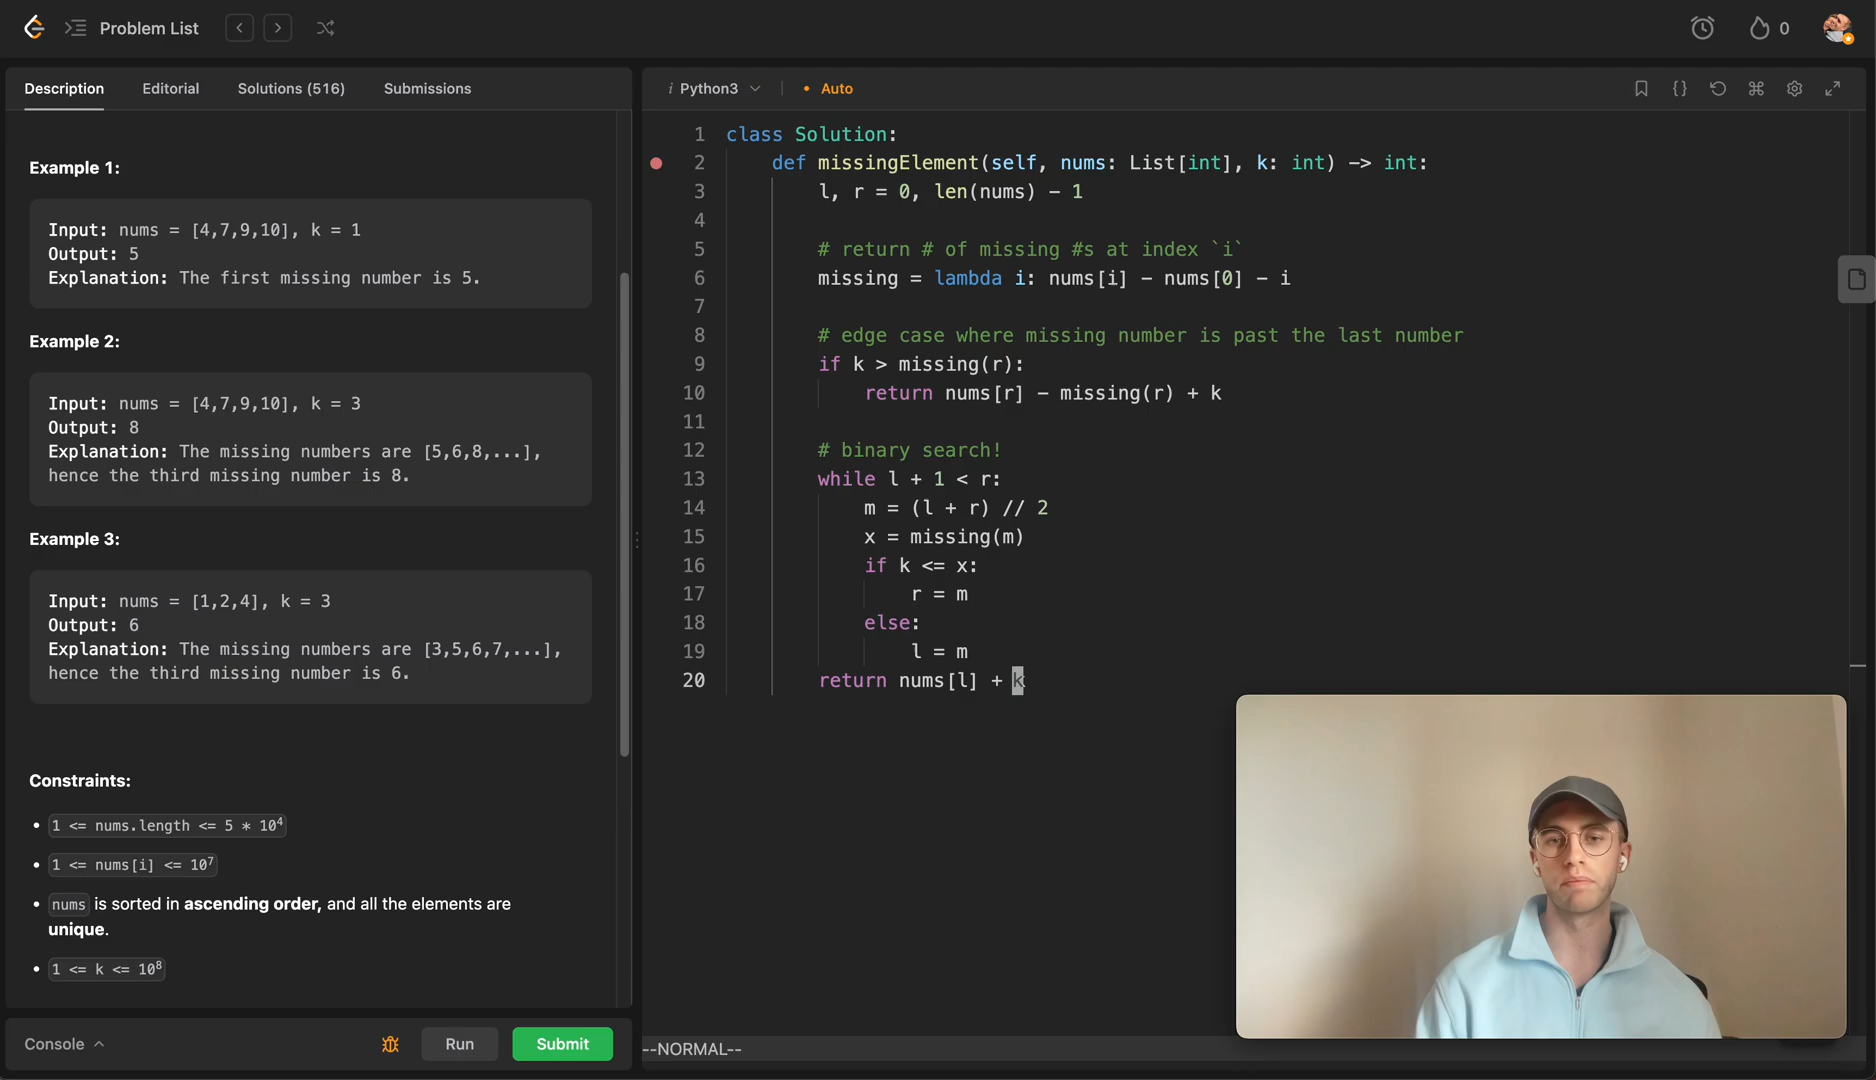 Problem List
0
Description
Editorial
Solutions (516)
Submissions
Example 1:
Input: nums = [4,7,9,10], k = 1
Output: 5
Explanation: The first missing number is 5.
Example 2:
Input: nums = [4,7,9,10], k = 3
Output: 8
Explanation: The missing numbers are [5,6,8,...],
hence the third missing number is 8.
Example 3:
Input: nums = [1,2,4], k = 3
Output: 6
Explanation: The missing numbers are [3,5,6,7,...],
hence the third missing number is 6.
Constraints:
• 1 <= nums.length <= 5 * 10⁴
• 1 <= nums[i] <= 10⁷
• nums is sorted in ascending order, and all the elements are
unique.
• 1 <= k <= 10⁸
Console
Run
Submit
i Python3
• Auto
1 class Solution:
2 def missingElement(self, nums: List[int], k: int) -> int:
3 l, r = 0, len(nums) - 1
4
5 # return # of missing #s at index `i`
6 missing = lambda i: nums[i] - nums[0] - i
7
8 # edge case where missing number is past the last number
9 if k > missing(r):
10 return nums[r] - missing(r) + k
11
12 # binary search!
13 while l + 1 < r:
14 m = (l + r) // 2
15 x = missing(m)
16 if k <= x:
17 r = m
18 else:
19 l = m
20 return nums[l] + k
--NORMAL--